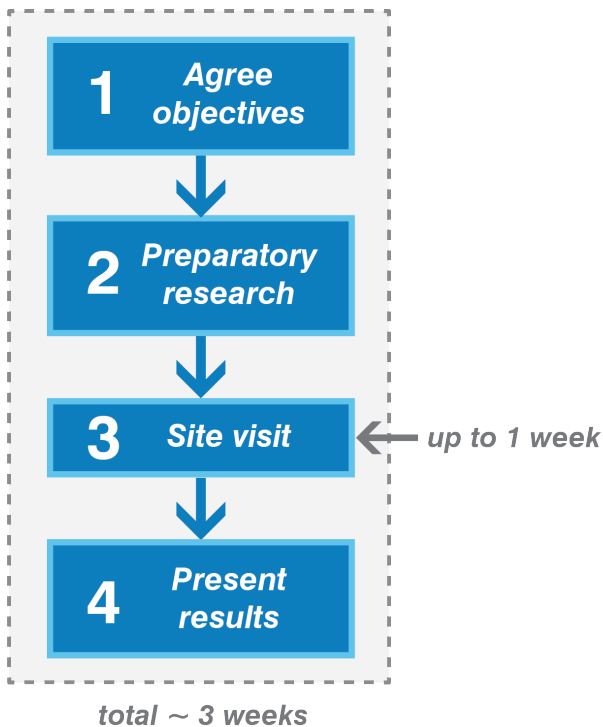 1 Agree
objectives
2 Preparatory
research
3 Site visit
up to 1 week
4 Present
results
total ~ 3 weeks